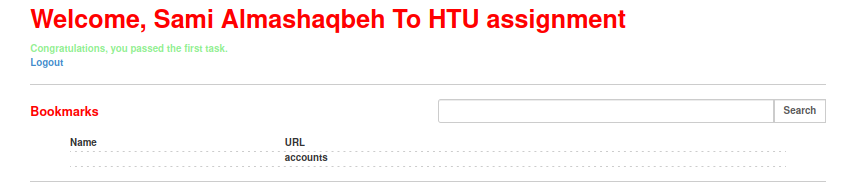 Welcome, Sami Almashaqbeh To HTU assignment
Congratulations, you passed the first task.
Logout
Bookmarks
Search
Name URL
accounts